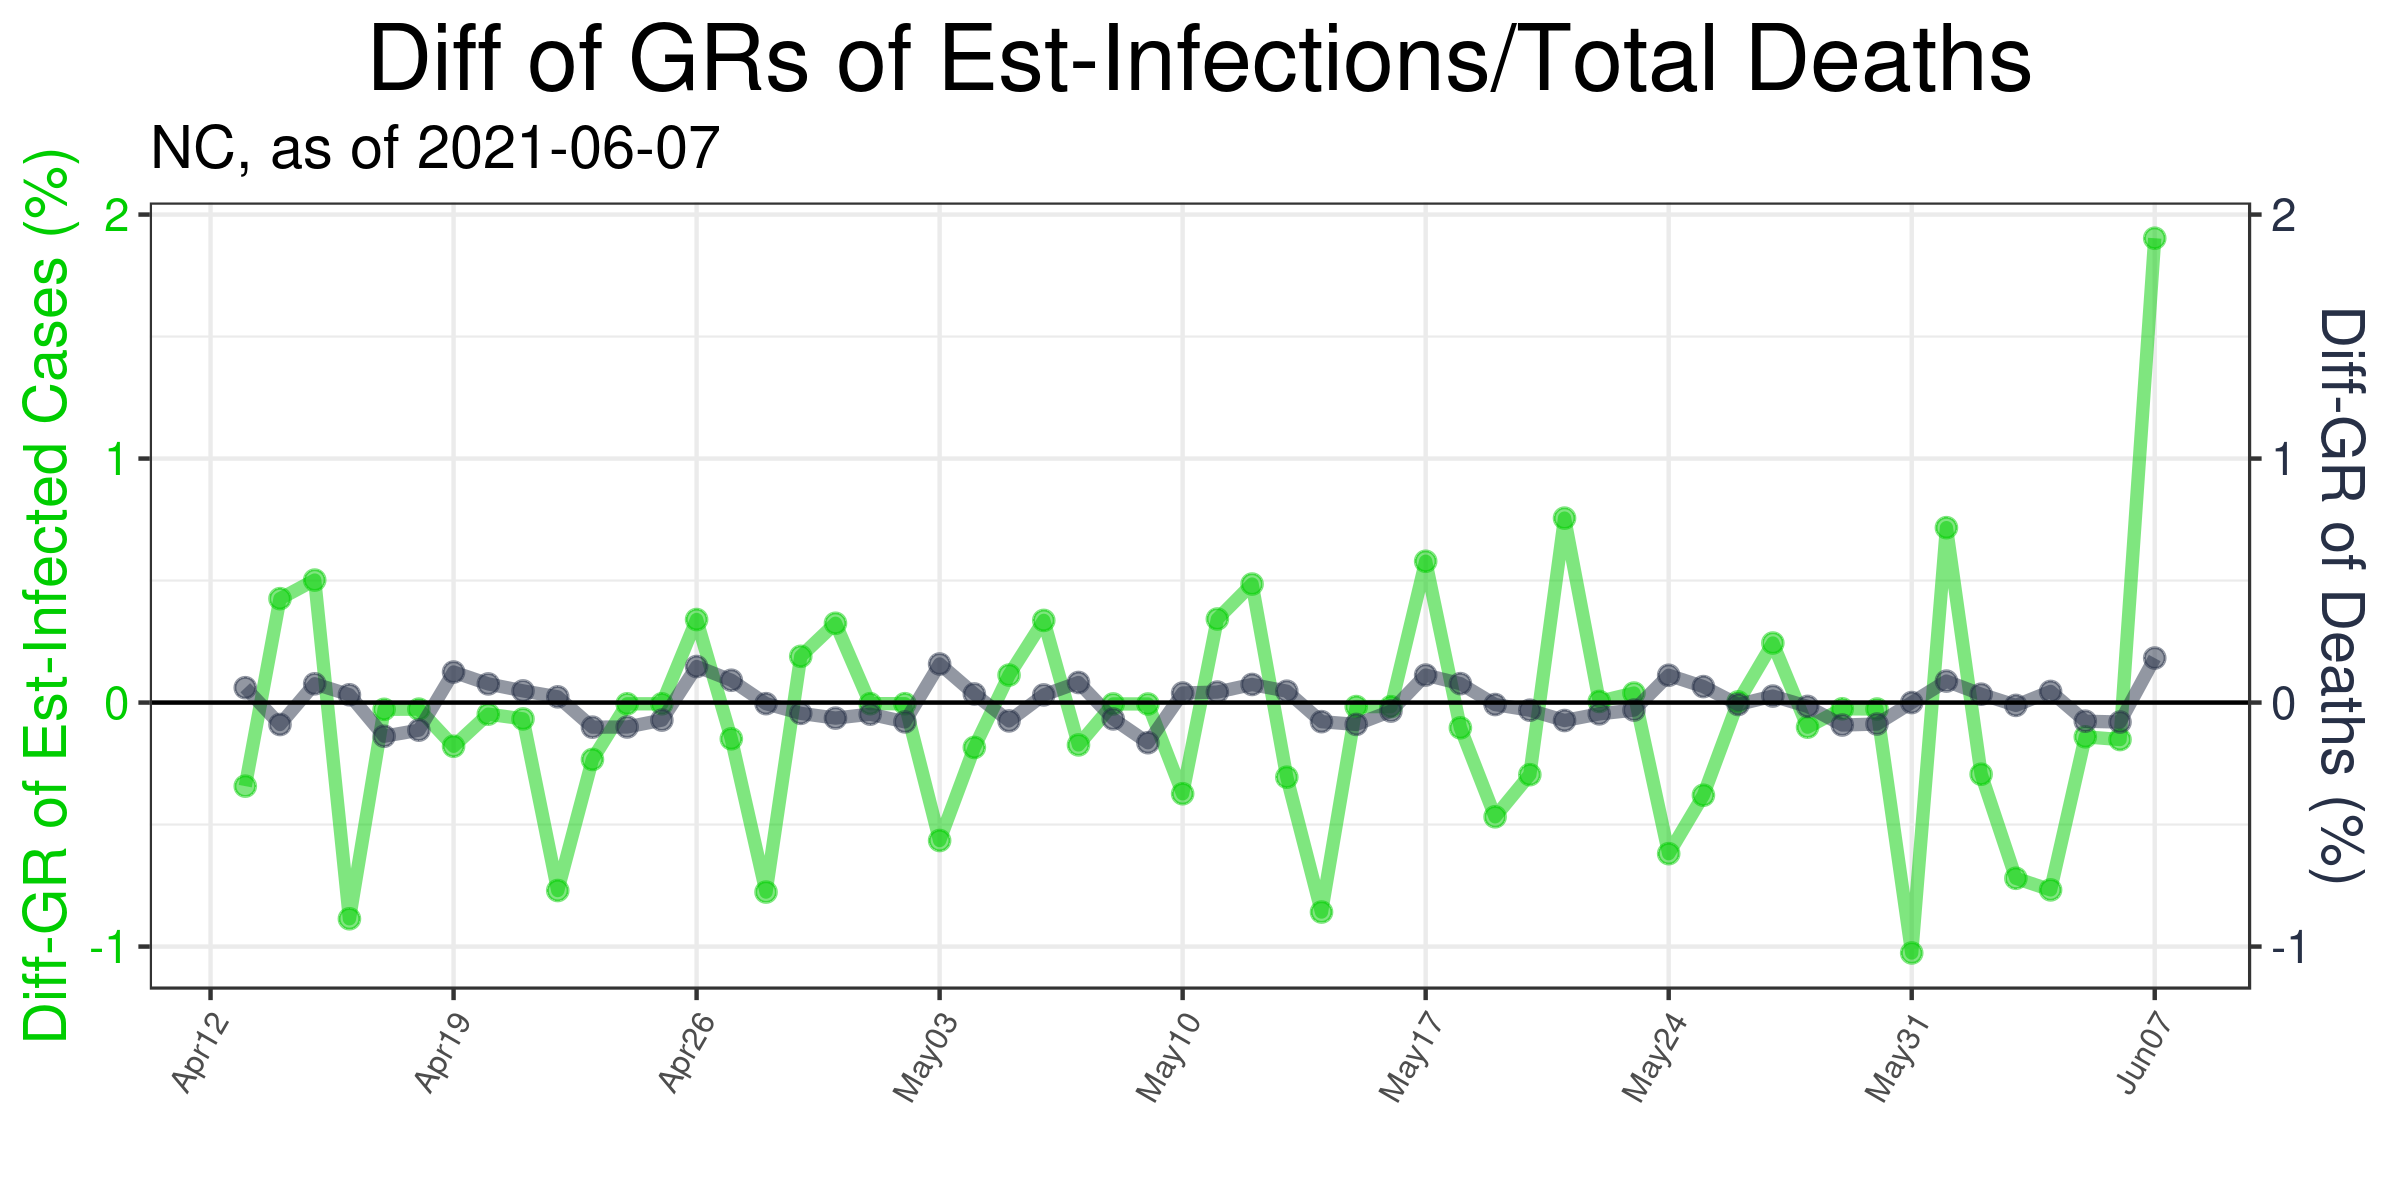 Diff of GRs of Est-Infections/Total Deaths
NC, as of 2021-06-07
Diff-GR of Est-Infected Cases (%)
2
1
0
-1
2
1
0
-1
Diff-GR of Deaths (%)
Apr12
Apr19
Apr26
May03
May10
May17
May24
May31
Jun07